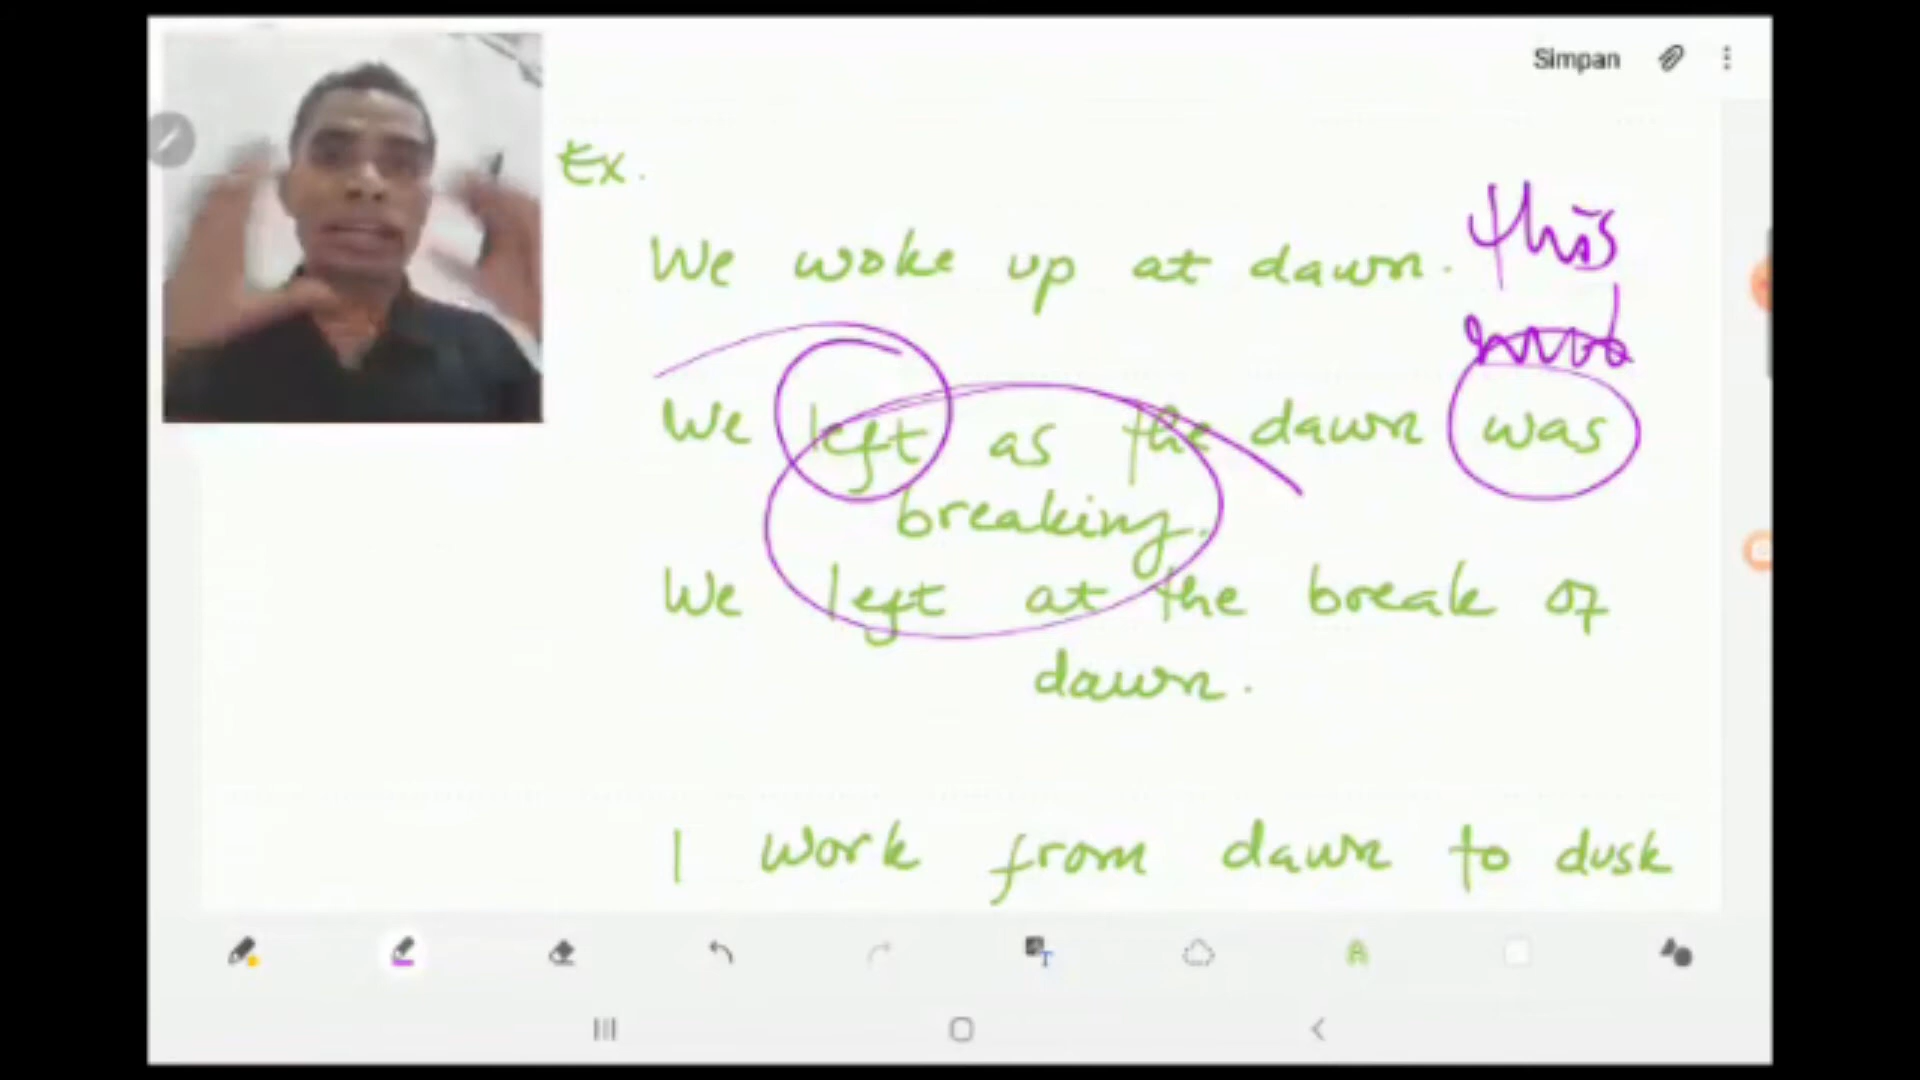 Simpan
Ex.
We woke up at dawn. this
We left as the dawn was
breaking.
We left at the break of
dawn.
I work from dawn to dusk